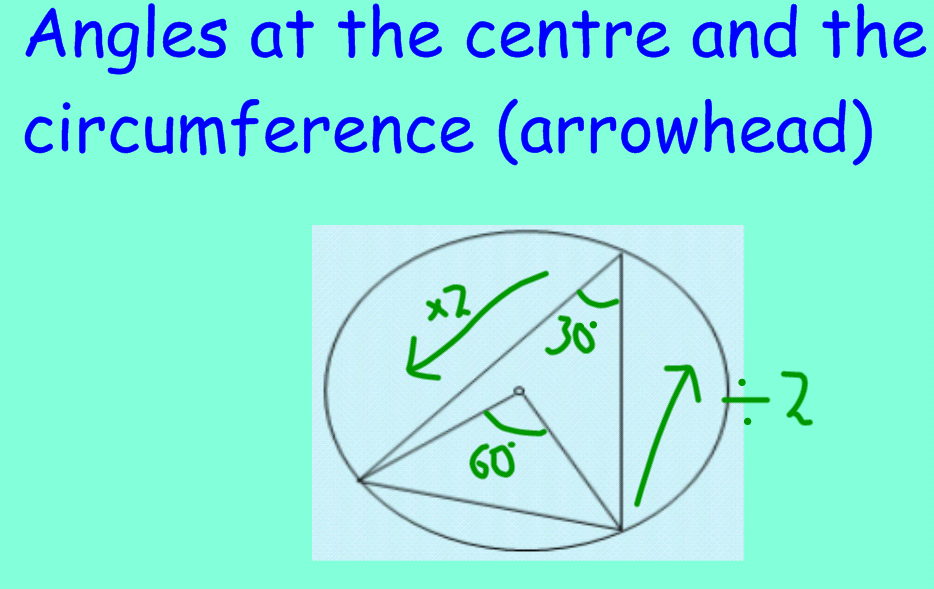 Angles at the centre and the
circumference (arrowhead)
×2
30°
÷2
60°